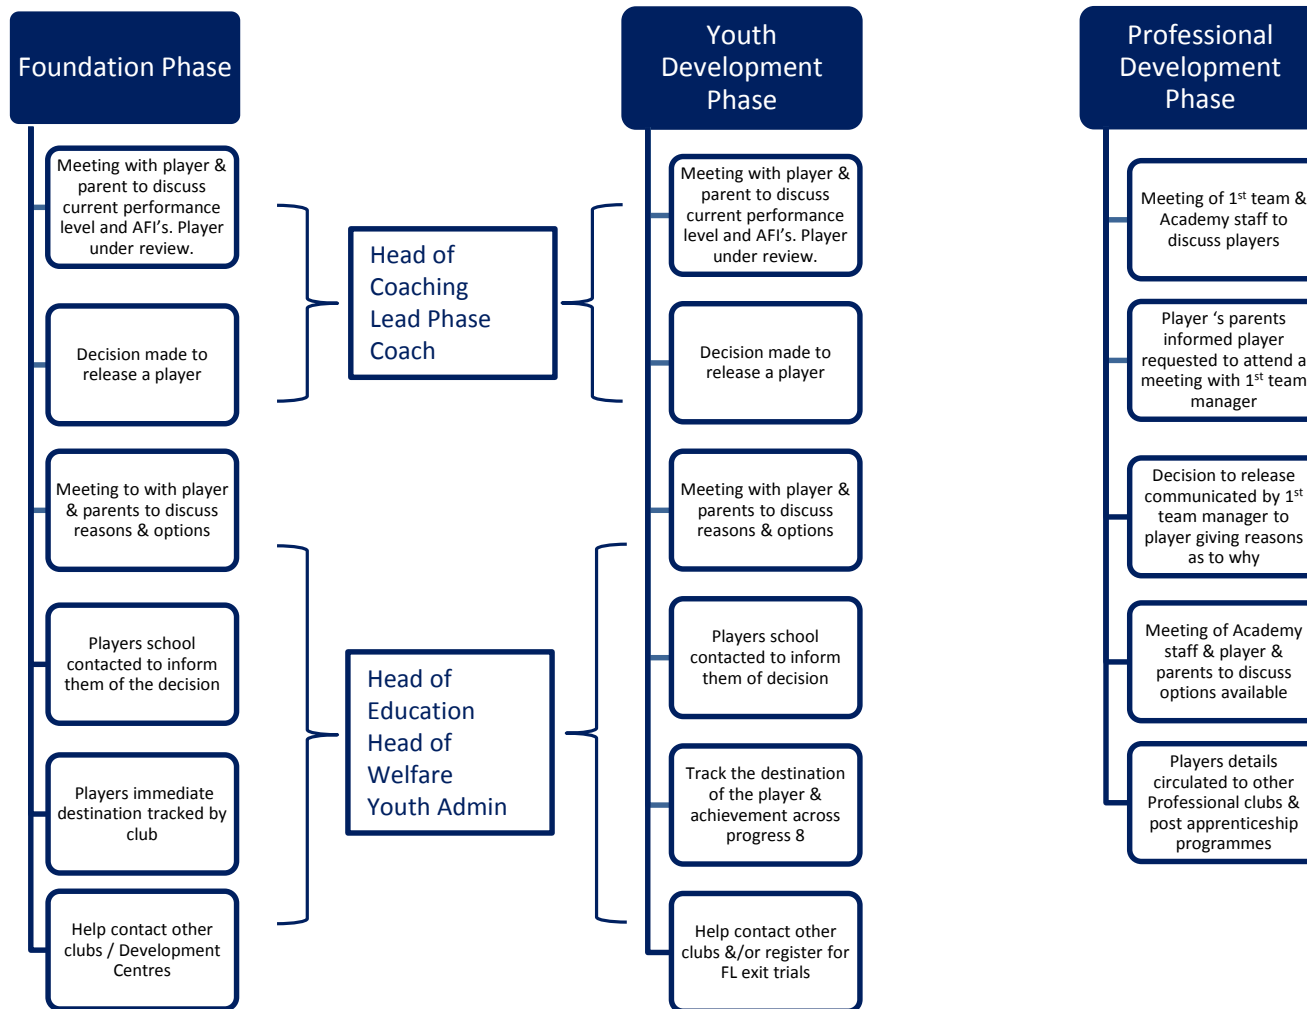 Foundation Phase
Meeting with player &
parent to discuss
current performance
level and AFI's. Player
under review.
Decision made to
release a player
Meeting to with player
& parents to discuss
reasons & options
Players school
contacted to inform
them of the decision
Players immediate
destination tracked by
club
Help contact other
clubs / Development
Centres
Head of
Coaching
Lead Phase
Coach
Head of
Education
Head of
Welfare
Youth Admin
Youth
Development
Phase
Meeting with player &
parent to discuss
current performance
level and AFI's. Player
under review.
Decision made to
release a player
Meeting with player &
parents to discuss
reasons & options
Players school
contacted to inform
them of decision
Track the destination
of the player &
achievement across
progress 8
Help contact other
clubs &/or register for
FL exit trials
Professional
Development
Phase
Meeting of 1st team &
Academy staff to
discuss players
Player ‘s parents
informed player
requested to attend a
meeting with 1st team
manager
Decision to release
communicated by 1st
team manager to
player giving reasons
as to why
Meeting of Academy
staff & player &
parents to discuss
options available
Players details
circulated to other
Professional clubs &
post apprenticeship
programmes